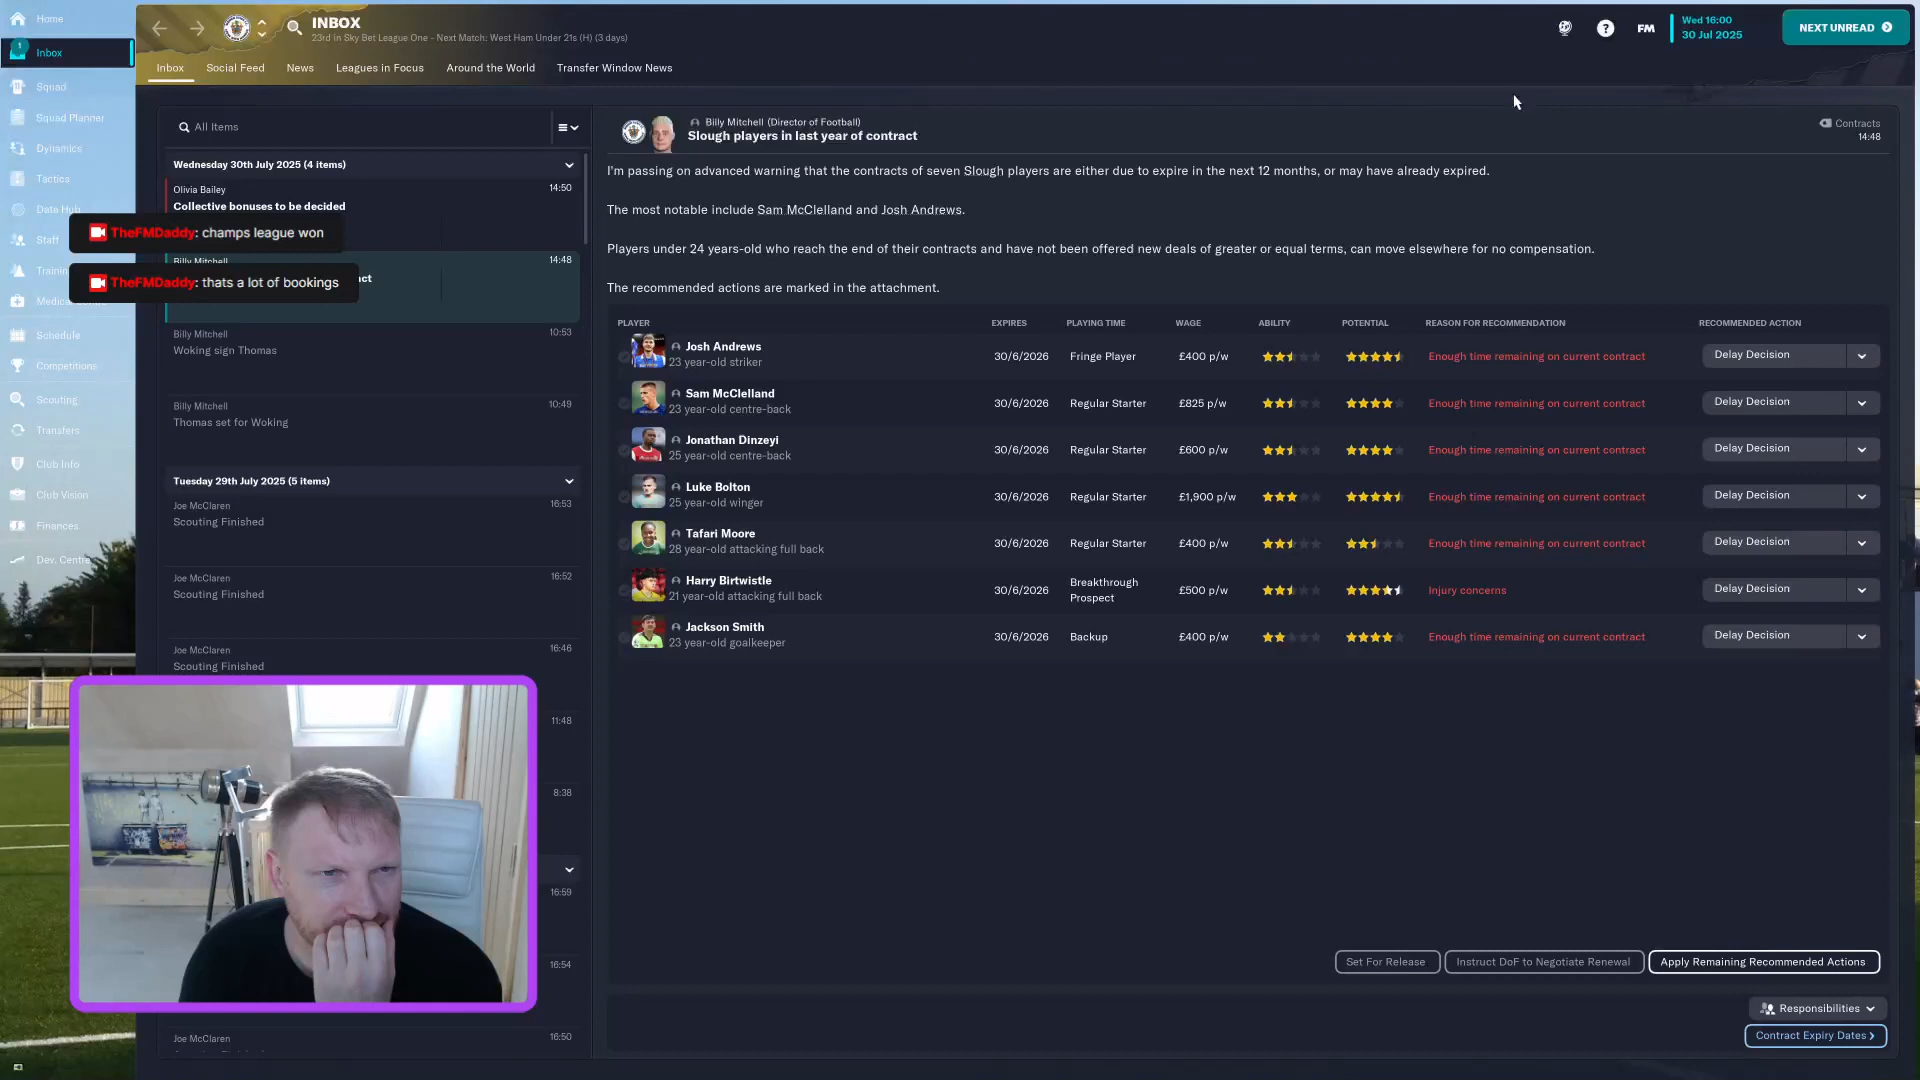 Home
1
Inbox
Squad
Squad Planner
Dynamics
Tactics
Data Hub
Staff
Schedule
Competitions
Scouting
Transfers
Club Info
Club Vision
Finances
Dev. Centre
INBOX
23rd in Sky Bet League One - Next Match: West Ham Under 21s (H) (3 days)
?
FM
Wed 16:00
30 Jul 2025
NEXT UNREAD
Inbox Social Feed News Leagues in Focus Around the World Transfer Window News
All Items
Wednesday 30th July 2025 (4 items)
Olivia Bailey 14:50
Collective bonuses to be decided
TheFMDaddy: champs league won
Billy Mitchell 14:48
TheFMDaddy: thats a lot of bookings
Billy Mitchell 10:53
Woking sign Thomas
Billy Mitchell 10:49
Thomas set for Woking
Tuesday 29th July 2025 (5 items)
Joe McClaren 16:53
Scouting Finished
Joe McClaren 16:52
Scouting Finished
Joe McClaren 16:46
Scouting Finished
11:48
8:38
16:59
16:54
Joe McClaren 16:50
Billy Mitchell (Director of Football)
Slough players in last year of contract
Contracts
14:48
I'm passing on advanced warning that the contracts of seven Slough players are either due to expire in the next 12 months, or may have already expired.
The most notable include Sam McClelland and Josh Andrews.
Players under 24 years-old who reach the end of their contracts and have not been offered new deals of greater or equal terms, can move elsewhere for no compensation.
The recommended actions are marked in the attachment.
PLAYER EXPIRES PLAYING TIME WAGE ABILITY POTENTIAL REASON FOR RECOMMENDATION RECOMMENDED ACTION
Josh Andrews
23 year-old striker 30/6/2026 Fringe Player £400 p/w Enough time remaining on current contract Delay Decision
Sam McClelland
23 year-old centre-back 30/6/2026 Regular Starter £825 p/w Enough time remaining on current contract Delay Decision
Jonathan Dinzeyi
25 year-old centre-back 30/6/2026 Regular Starter £600 p/w Enough time remaining on current contract Delay Decision
Luke Bolton
25 year-old winger 30/6/2026 Regular Starter £1,900 p/w Enough time remaining on current contract Delay Decision
Tafari Moore
28 year-old attacking full back 30/6/2026 Regular Starter £400 p/w Enough time remaining on current contract Delay Decision
Harry Birtwistle
21 year-old attacking full back 30/6/2026 Breakthrough Prospect £500 p/w Injury concerns Delay Decision
Jackson Smith
23 year-old goalkeeper 30/6/2026 Backup £400 p/w Enough time remaining on current contract Delay Decision
Set For Release Instruct DoF to Negotiate Renewal Apply Remaining Recommended Actions
Responsibilities
Contract Expiry Dates